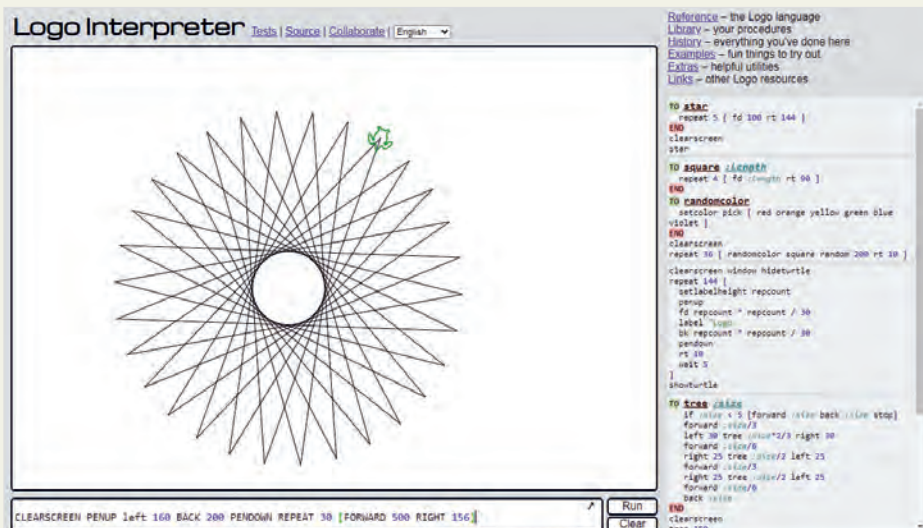 Logo Interpreter Tests | Source | Collaborate | English
Reference – the Logo language
Library – your procedures
History – everything you've done here
Examples – fun things to try out
Extras – helpful utilities
Links – other Logo resources
TO star
repeat 5 [ fd 100 rt 144 ]
END
clearscreen
star
TO square :length
repeat 4 [ fd :length rt 90 ]
END
TO randomcolor
setcolor pick [ red orange yellow green blue
violet ]
END
clearscreen
repeat 36 [ randomcolor square random 200 rt 10 ]
clearscreen window hideturtle
repeat 144 [
setlabelheight repcount
penup
fd repcount * repcount / 30
label "Logo
bk repcount * repcount / 30
pendown
rt 10
wait 5
]
showturtle
TO tree :size
if :size < 5 [forward :size back :size stop]
forward :size/3
left 30 tree :size*2/3 right 30
forward :size/6
right 25 tree :size/2 left 25
forward :size/3
right 25 tree :size/2 left 25
forward :size/6
back :size
END
clearscreen
CLEARSCREEN PENUP left 160 BACK 200 PENDOWN REPEAT 30 [FORWARD 500 RIGHT 156]
Run
Clear